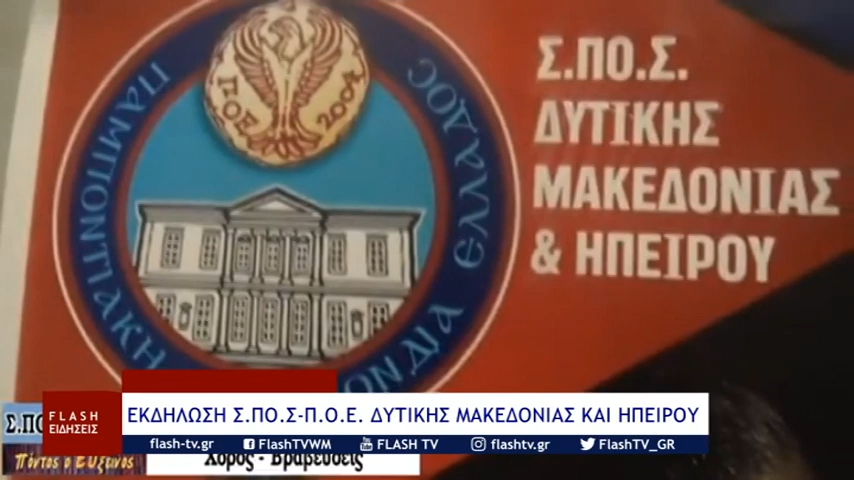 ΠΑΜΠΟΝΤΙΑΚΗ
ΕΛΛΑΔΟΣ
ΠΟΕ 2004
Σ.ΠΟ.Σ.
ΔΥΤΙΚΗΣ
ΜΑΚΕΔΟΝΙΑΣ
& ΗΠΕΙΡΟΥ
FLASH
ΕΙΔΗΣΕΙΣ
ΕΚΔΗΛΩΣΗ Σ.ΠΟ.Σ-Π.Ο.Ε. ΔΥΤΙΚΗΣ ΜΑΚΕΔΟΝΙΑΣ ΚΑΙ ΗΠΕΙΡΟΥ
flash-tv.gr FlashTVWM FLASH TV flashtv.gr FlashTV_GR
Πόντος ο Εύξεινος
Χορός - Βραβεύσεις